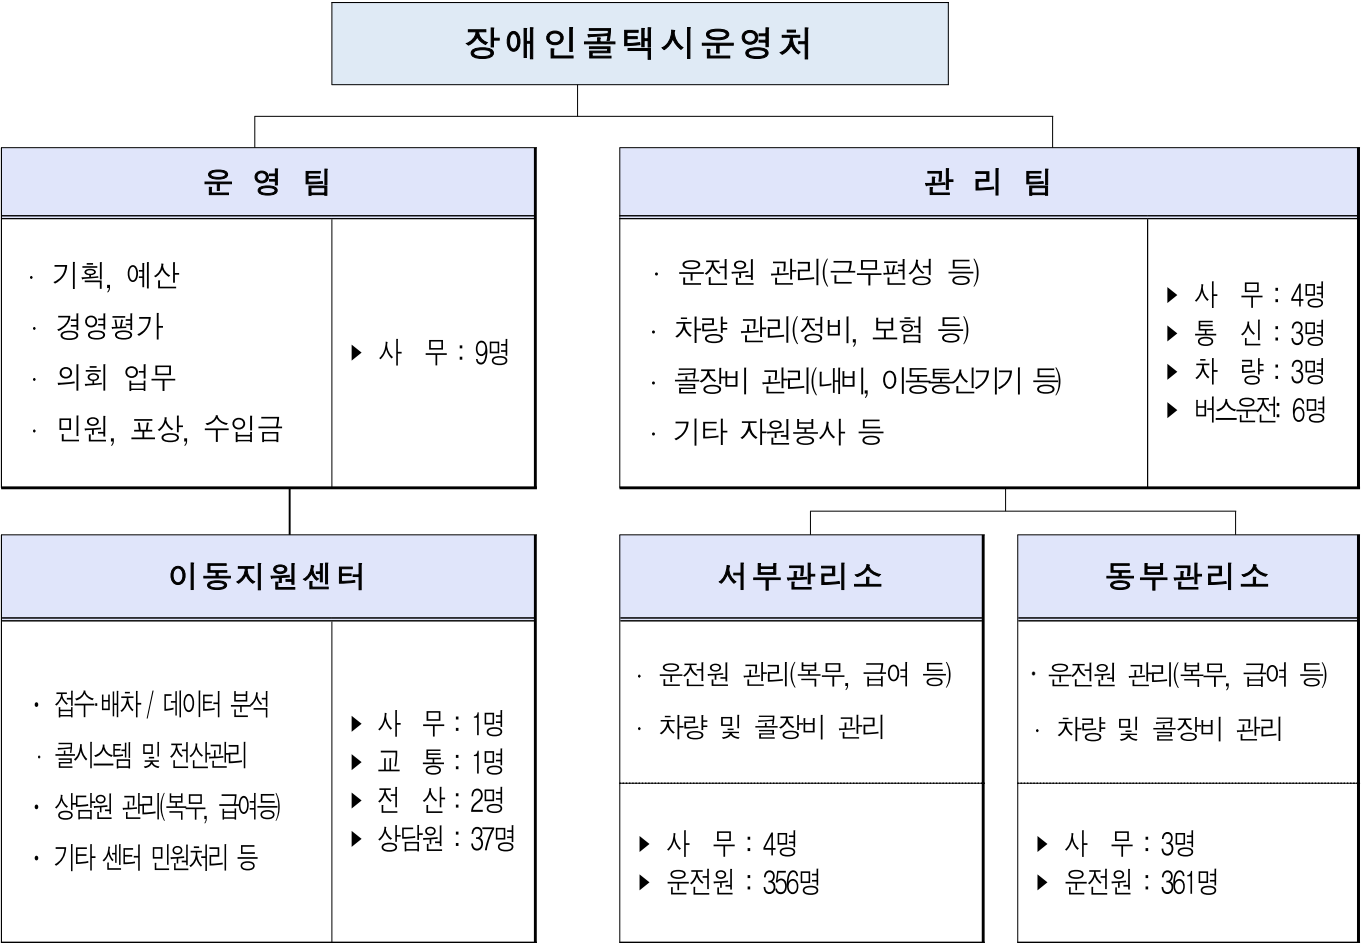 장애인콜택시운영처
운 영 팀
· 기획, 예산
· 경영평가
· 의회 업무
· 민원, 포상, 수입금
▶ 사 무 : 9명
관 리 팀
· 운전원 관리(근무편성 등)
· 차량 관리(정비, 보험 등)
· 콜장비 관리(내비, 이동통신기기 등)
· 기타 자원봉사 등
▶ 사 무 : 4명
▶ 통 신 : 3명
▶ 차 량 : 3명
▶ 버스운전: 6명
이동지원센터
· 접수·배차 / 데이터 분석
· 콜시스템 및 전산관리
· 상담원 관리(복무, 급여등)
· 기타 센터 민원처리 등
▶ 사 무 : 1명
▶ 교 통 : 1명
▶ 전 산 : 2명
▶ 상담원 : 37명
서부관리소
· 운전원 관리(복무, 급여 등)
· 차량 및 콜장비 관리
▶ 사 무 : 4명
▶ 운전원 : 356명
동부관리소
· 운전원 관리(복무, 급여 등)
· 차량 및 콜장비 관리
▶ 사 무 : 3명
▶ 운전원 : 361명